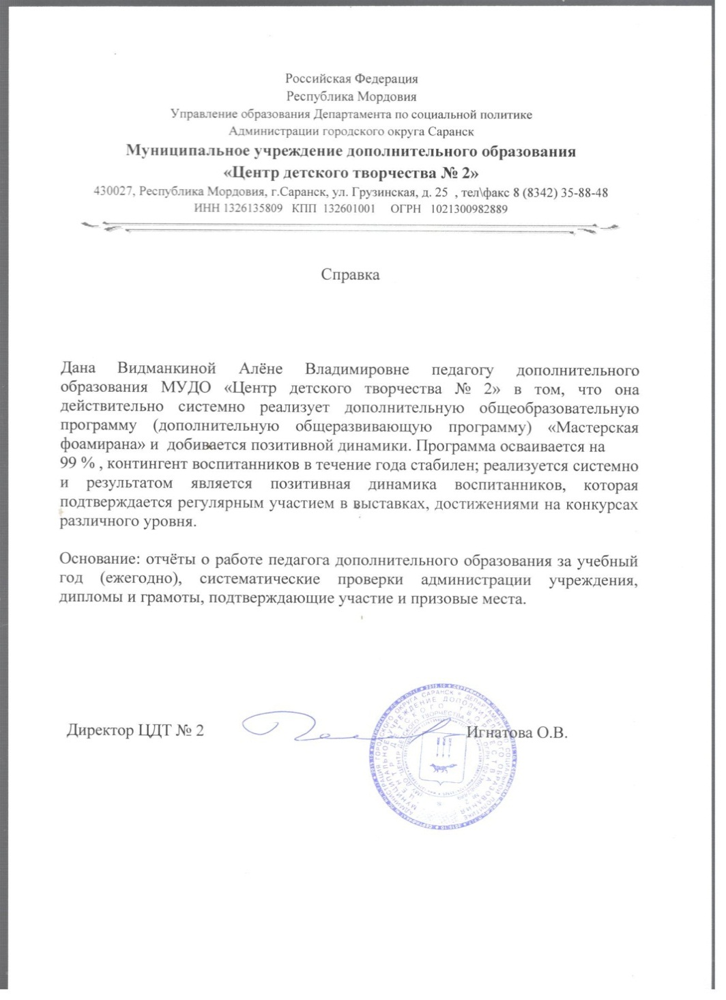 Российская Федерация
Республика Мордовия
Управление образования Департамента по социальной политике
Администрации городского округа Саранск
Муниципальное учреждение дополнительного образования
«Центр детского творчества № 2»
430027, Республика Мордовия, г.Саранск, ул. Грузинская, д. 25 , тел\факс 8 (8342) 35-88-48
ИНН 1326135809 КПП 132601001 ОГРН 1021300982889
Справка
Дана Видманкиной Алёне Владимировне педагогу дополнительного
образования МУДО «Центр детского творчества № 2» в том, что она
действительно системно реализует дополнительную общеобразовательную
программу (дополнительную общеразвивающую программу) «Мастерская
фоамирана» и добивается позитивной динамики. Программа осваивается на
99 % , контингент воспитанников в течение года стабилен; реализуется системно
и результатом является позитивная динамика воспитанников, которая
подтверждается регулярным участием в выставках, достижениями на конкурсах
различного уровня.
Основание: отчёты о работе педагога дополнительного образования за учебный
год (ежегодно), систематические проверки администрации учреждения,
дипломы и грамоты, подтверждающие участие и призовые места.
Директор ЦДТ № 2
Игнатова О.В.